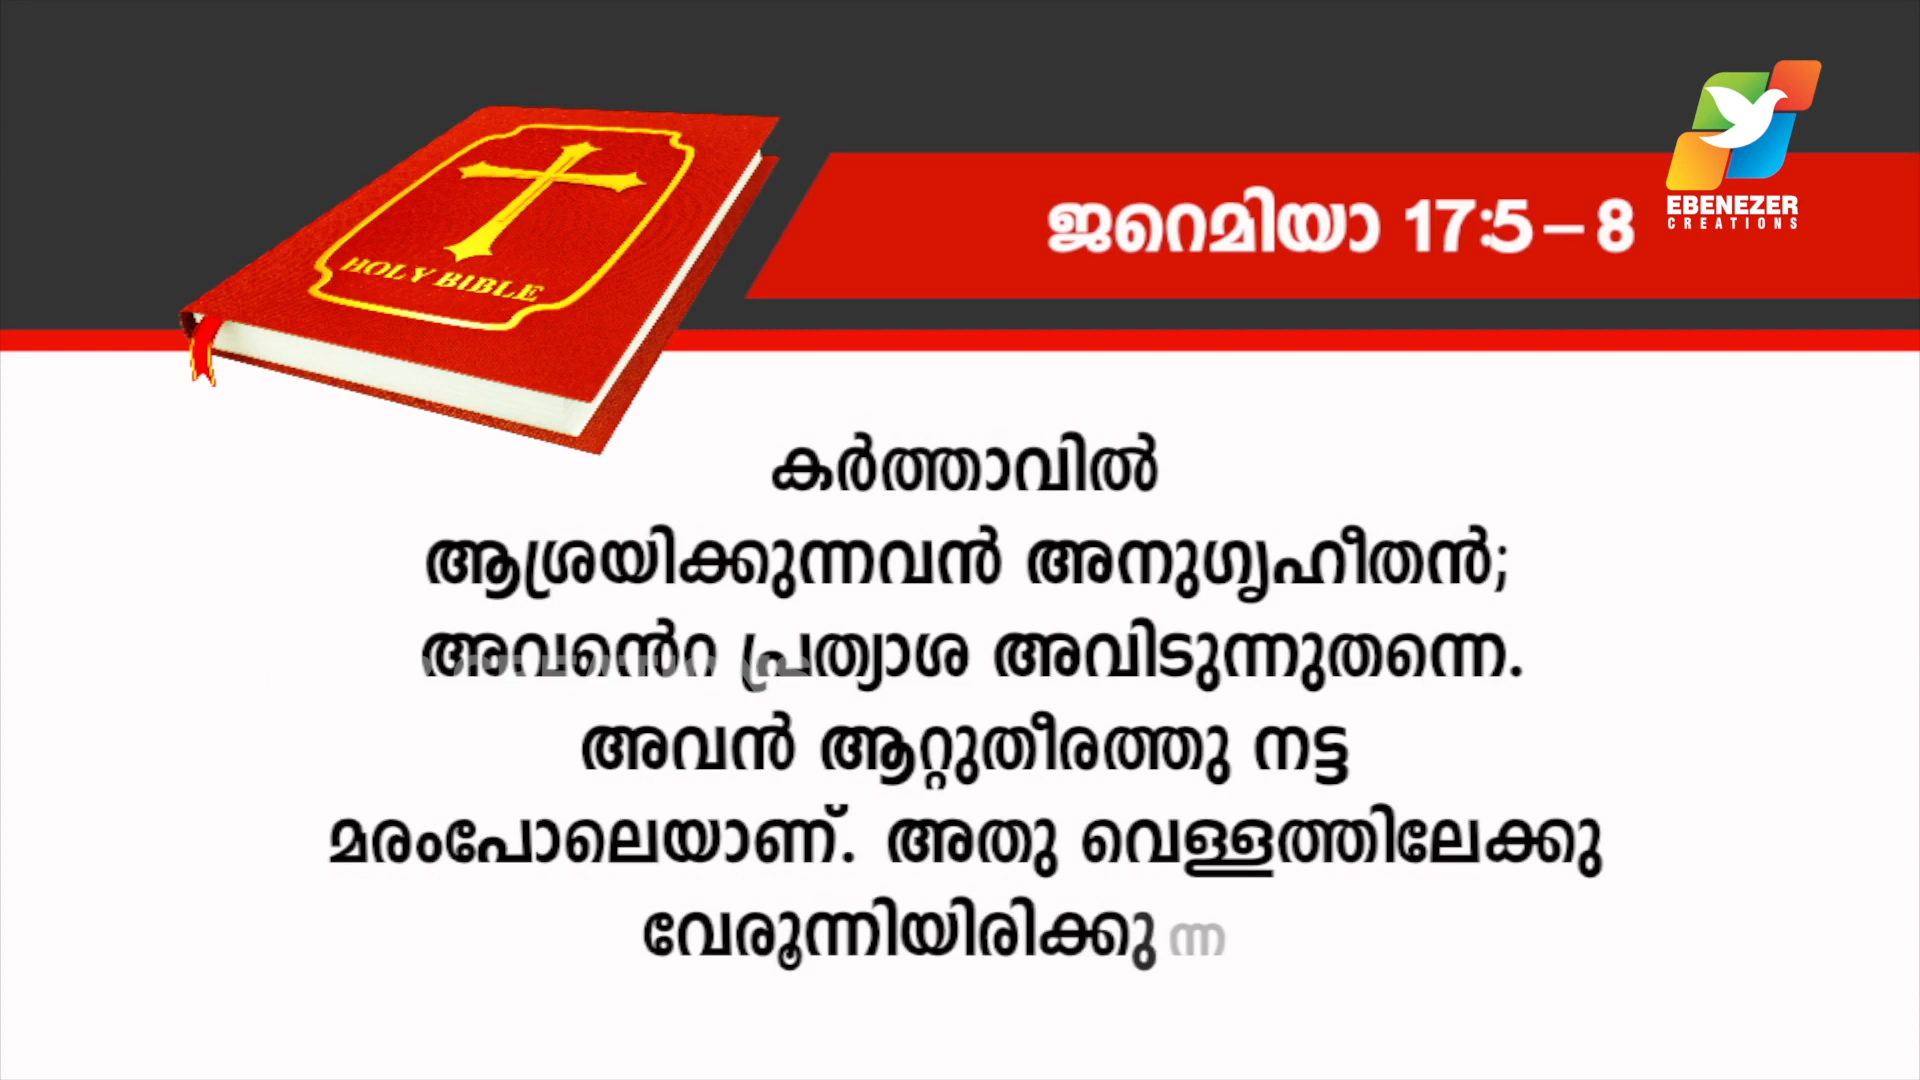 HOLY BIBLE
ജറെമിയാ 17:5-8
EBENEZER
CREATIONS
കർത്താവിൽ
ആശ്രയിക്കുന്നവൻ അനുഗൃഹീതൻ;
അവന്റെ പ്രത്യാശ അവിടുന്നുതന്നെ.
അവൻ ആറ്റുതീരത്തു നട്ട
മരംപോലെയാണ്. അതു വെള്ളത്തിലേക്കു
വേരൂന്നിയിരിക്കുന്ന